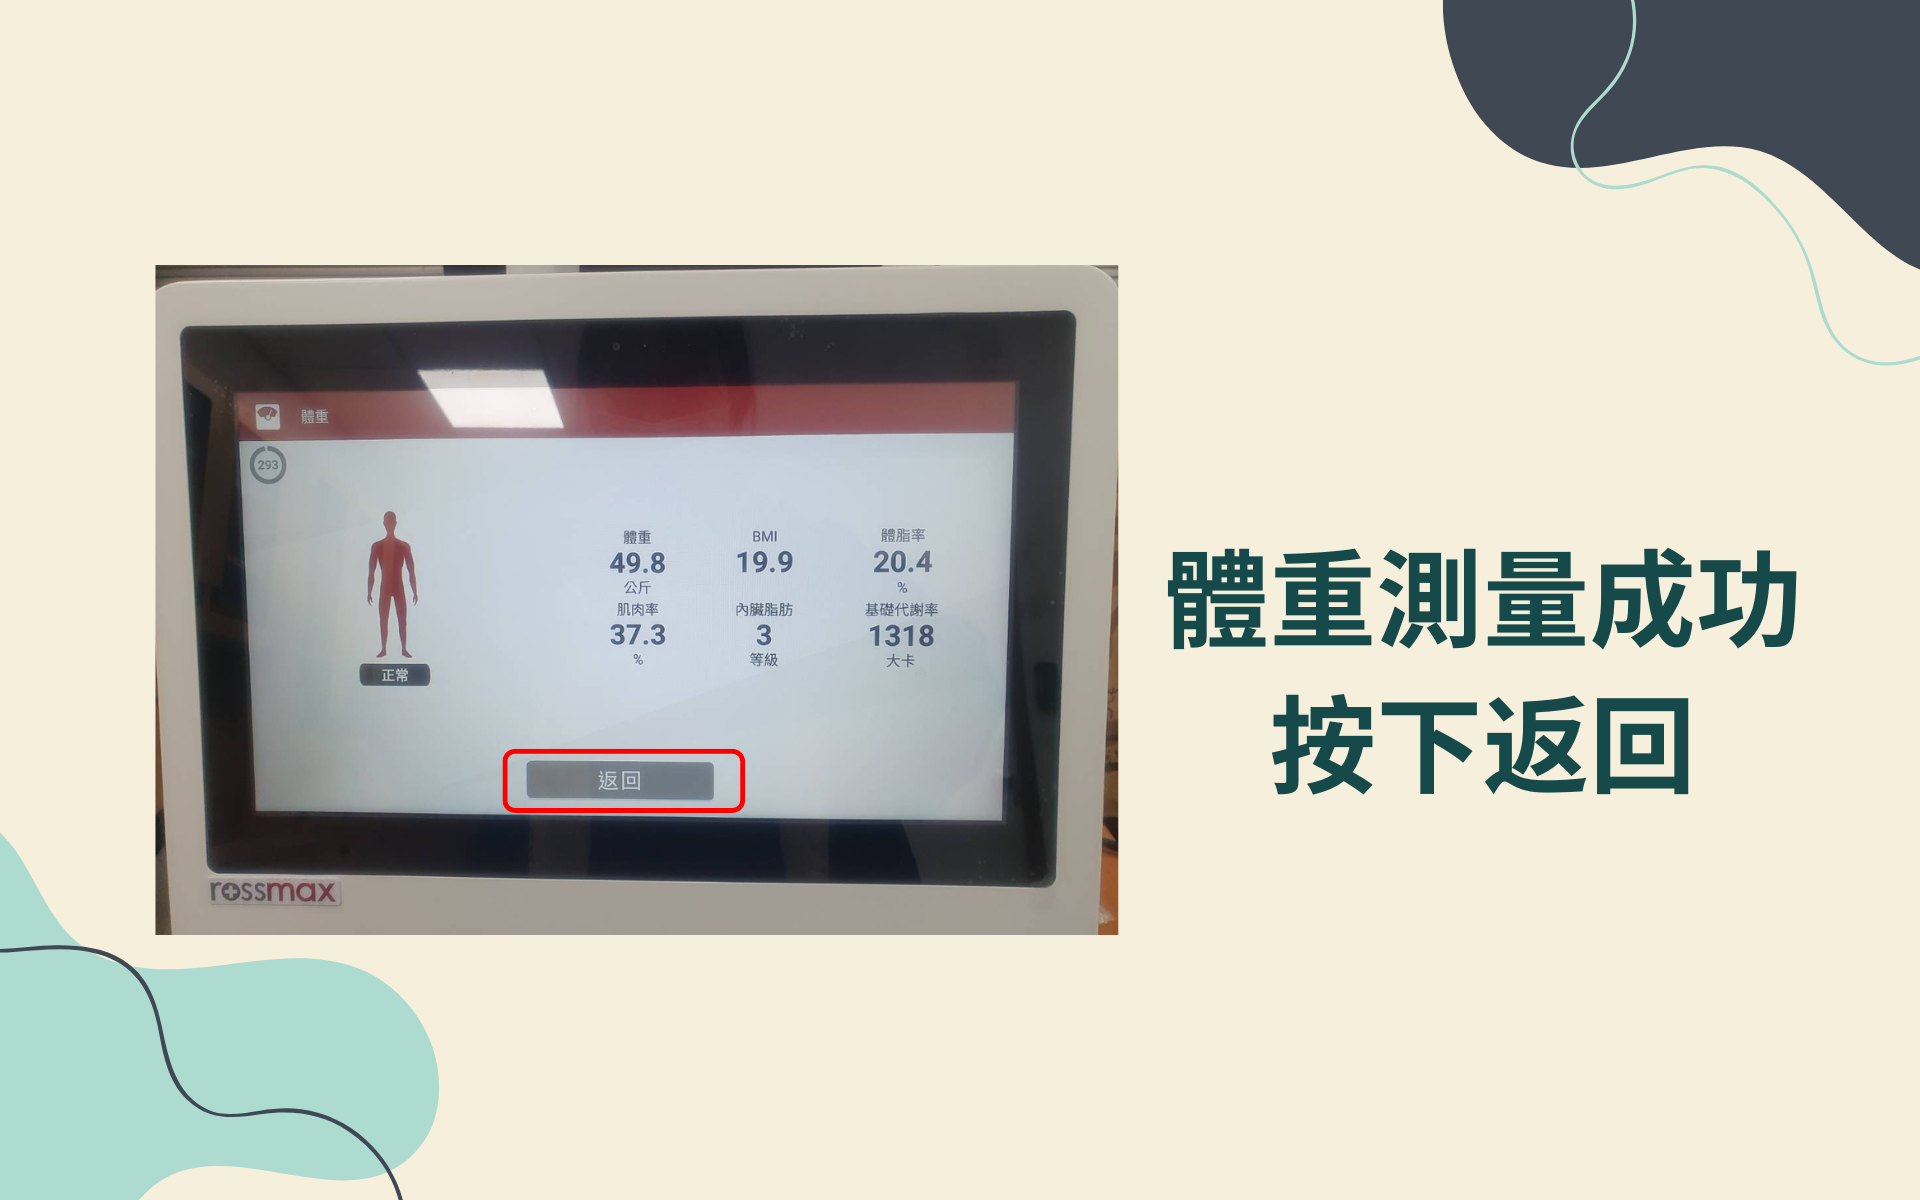 體重
293
體重
49.8
公斤
BMI
19.9
體脂率
20.4
%
肌肉率
37.3
%
內臟脂肪
3
等級
基礎代謝率
1318
大卡
正常
返回
rossmax
體重測量成功
按下返回